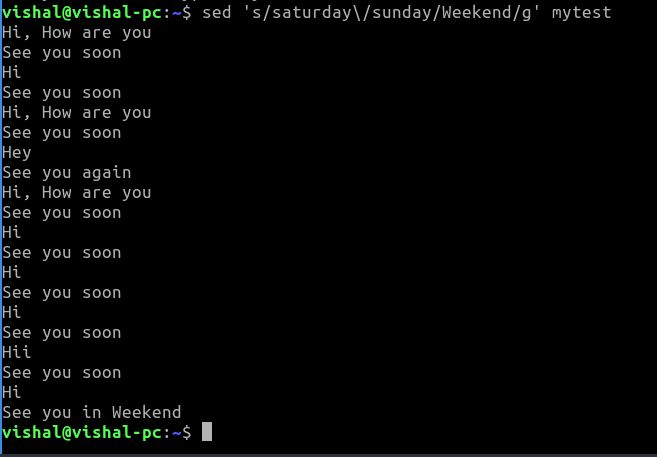 vishal@vishal-pc:~$ sed 's/saturday\/sunday/Weekend/g' mytest
Hi, How are you
See you soon
Hi
See you soon
Hi, How are you
See you soon
Hey
See you again
Hi, How are you
See you soon
Hi
See you soon
Hi
See you soon
Hi
See you soon
Hii
See you soon
Hi
See you in Weekend
vishal@vishal-pc:~$